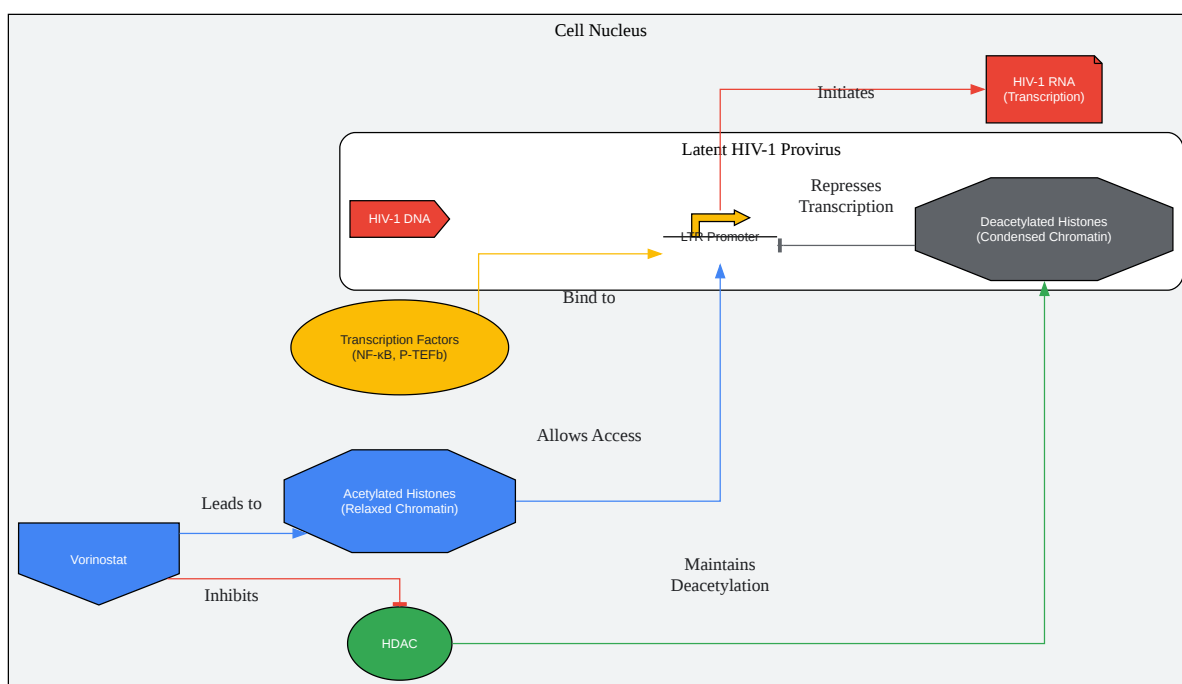 Cell Nucleus
HIV-1 RNA
(Transcription)
Initiates
Latent HIV-1 Provirus
Represses
Transcription
HIV-1 DNA
LTR Promoter
Deacetylated Histones
(Condensed Chromatin)
Bind to
Transcription Factors
(NF-κB, P-TEFb)
Allows Access
Acetylated Histones
(Relaxed Chromatin)
Leads to
Vorinostat
Maintains
Deacetylation
Inhibits
HDAC